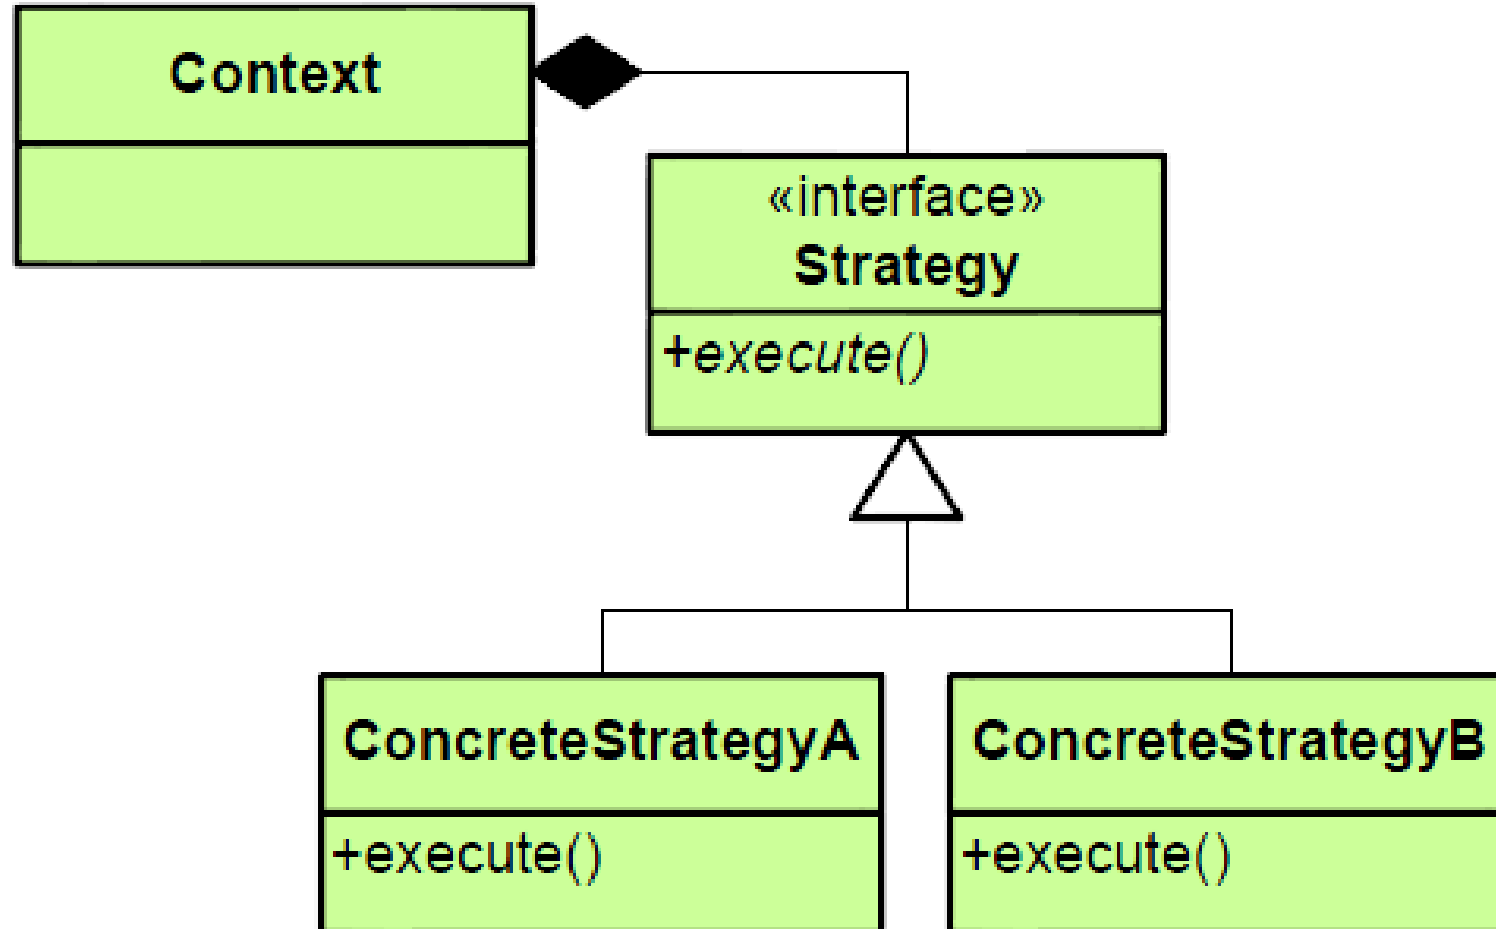 Context
«interface»
Strategy
+execute()
ConcreteStrategyA
ConcreteStrategyB
+execute()
+execute()